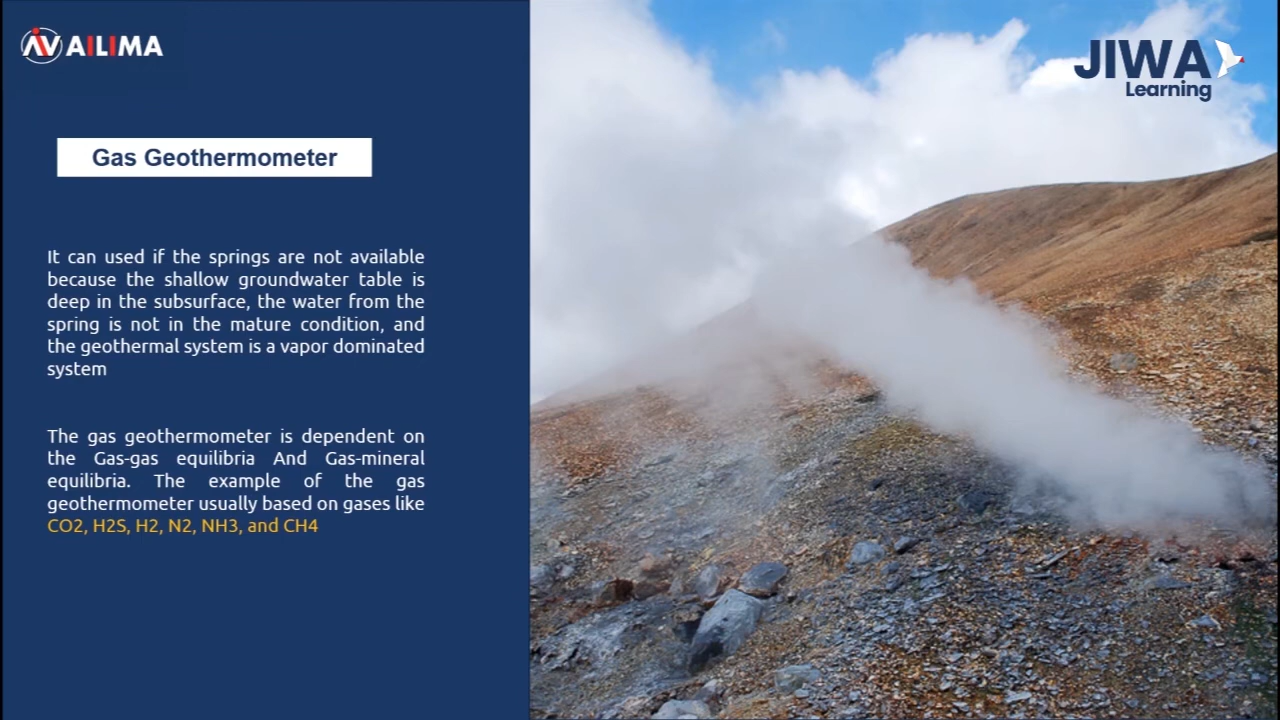 AILIMA
JIWA
Learning
Gas Geothermometer
It can used if the springs are not available
because the shallow groundwater table is
deep in the subsurface, the water from the
spring is not in the mature condition, and
the geothermal system is a vapor dominated
system
The gas geothermometer is dependent on
the Gas-gas equilibria And Gas-mineral
equilibria. The example of the gas
geothermometer usually based on gases like
CO2, H2S, H2, N2, NH3, and CH4